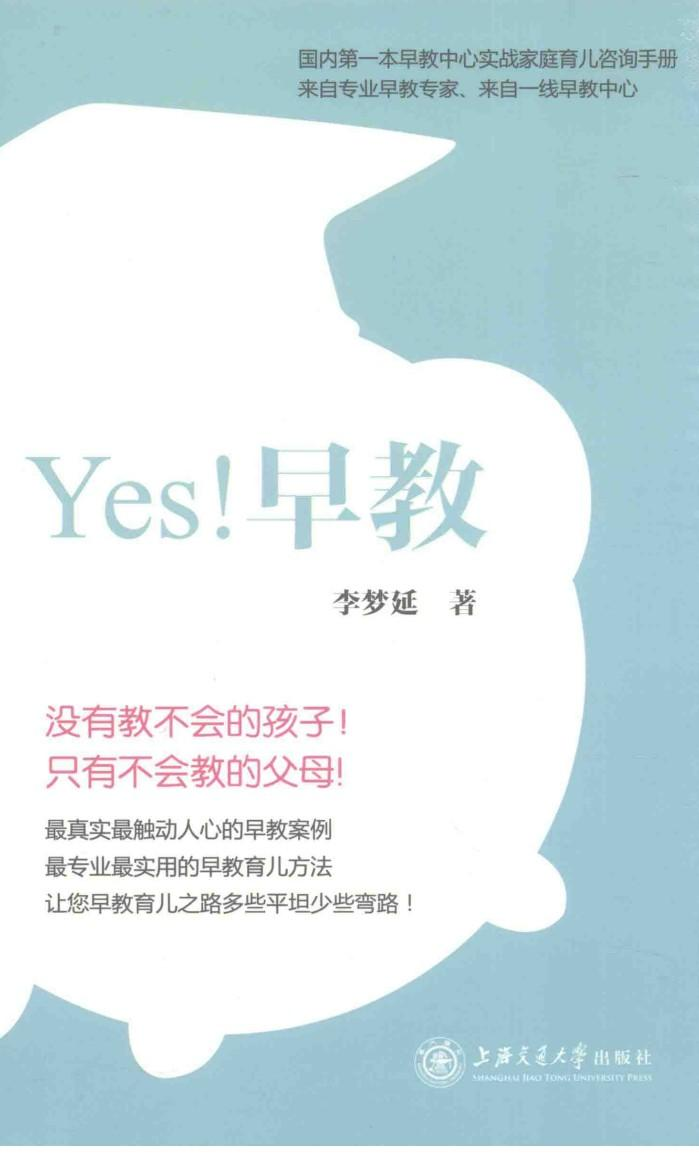 国内第一本早教中心实战家庭育儿咨询手册
来自专业早教专家、来自一线早教中心
Yes!早教
李梦延 著
没有教不会的孩子!
只有不会教的父母!
最真实最触动人心的早教案例
最专业最实用的早教育儿方法
让您早教育儿之路多些平坦少些弯路!
上海交通大学出版社
SHANGHAI JIAO TONG UNIVERSITY PRESS